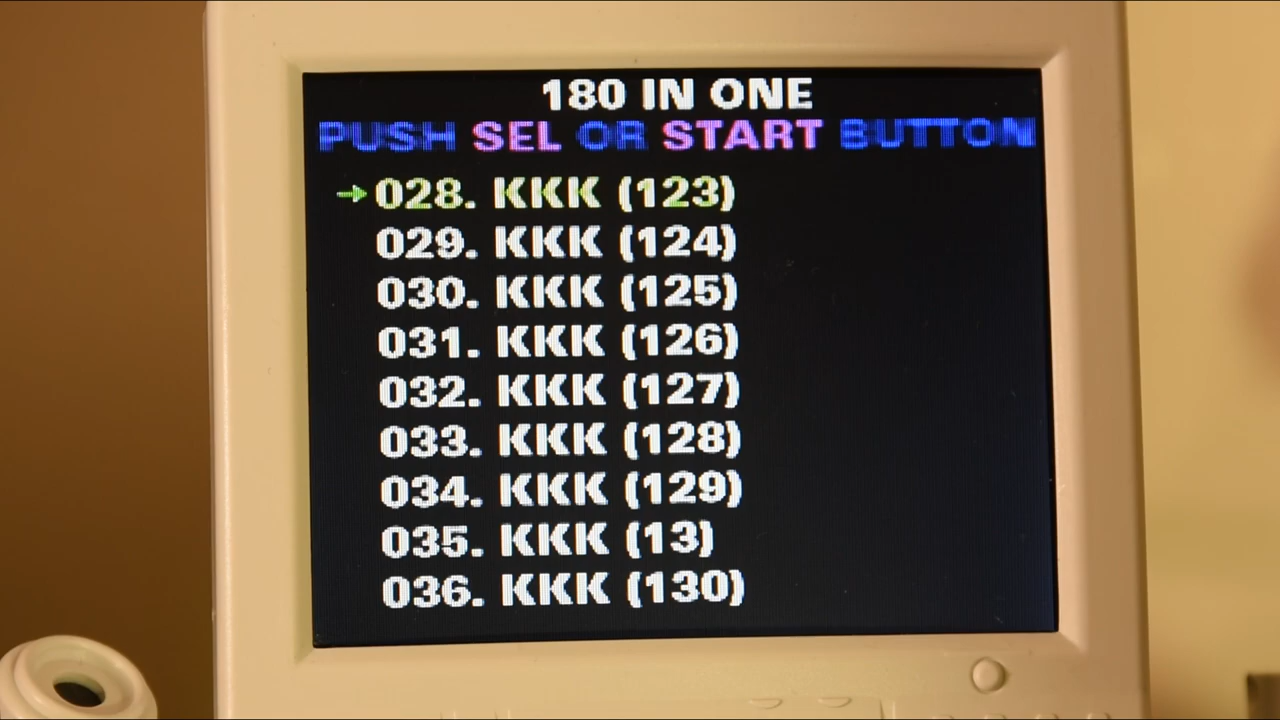 180 IN ONE
PUSH SEL OR START BUTTON
→028. KKK (123)
029. KKK (124)
030. KKK (125)
031. KKK (126)
032. KKK (127)
033. KKK (128)
034. KKK (129)
035. KKK (13)
036. KKK (130)